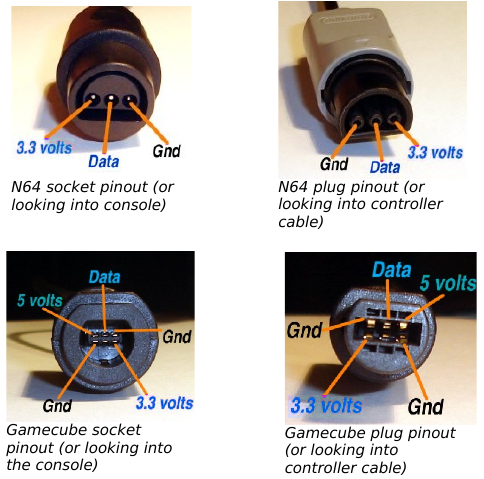 3.3 volts
Data
Gnd
N64 socket pinout (or
looking into console)
Gnd
Data
3.3 volts
N64 plug pinout (or
looking into controller
cable)
Data
5 volts
Gnd
Gnd
3.3 volts
Gamecube socket
pinout (or looking into
the console)
Data
5 volts
Gnd
3.3 volts
Gnd
Gamecube plug pinout
(or looking into
controller cable)